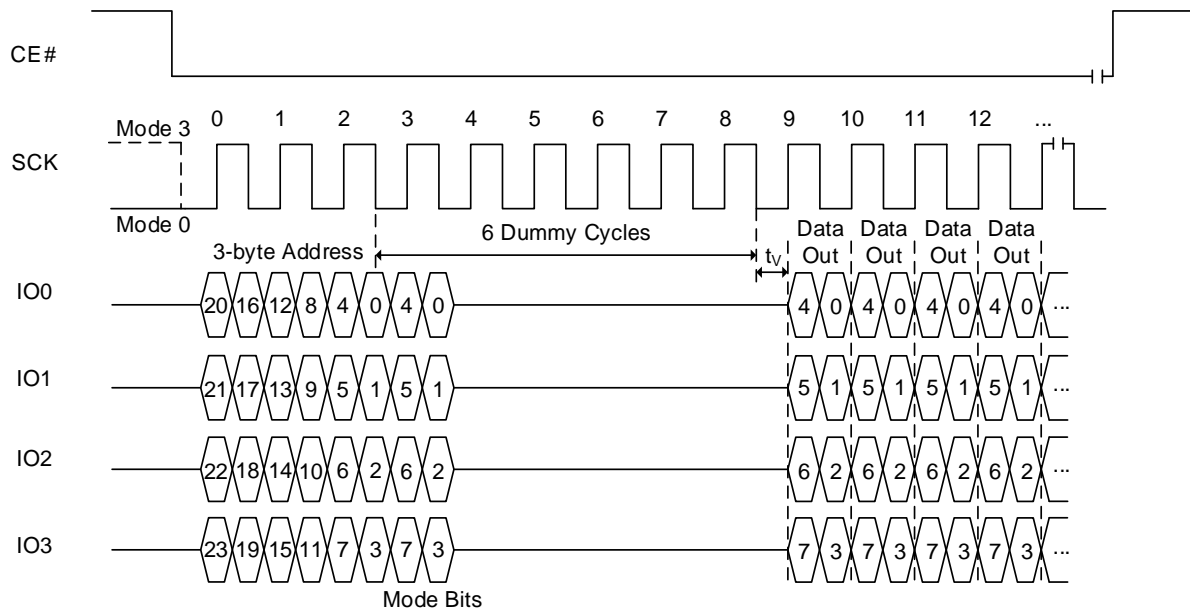 CE#
0 1 2 3 4 5 6 7 8 9 10 11 12 ...
Mode 3
SCK
Mode 0
3-byte Address
6 Dummy Cycles
tV
Data Out Data Out Data Out Data Out
IO0 20 16 12 8 4 0 4 0 4 0 4 0 4 0 4 0 ...
IO1 21 17 13 9 5 1 5 1 5 1 5 1 5 1 5 1 ...
IO2 22 18 14 10 6 2 6 2 6 2 6 2 6 2 6 2 ...
IO3 23 19 15 11 7 3 7 3 7 3 7 3 7 3 7 3 ...
Mode Bits